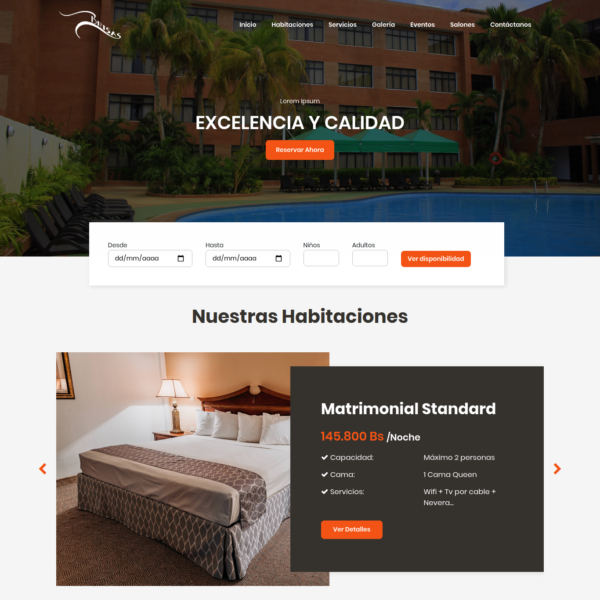 Inicio Habitaciones Servicios Galería Eventos Salones Contáctanos
Lorem Ipsum
EXCELENCIA Y CALIDAD
Reservar Ahora
Desde Hasta Niños Adultos
dd/mm/aaaa dd/mm/aaaa Ver disponibilidad
Nuestras Habitaciones
Matrimonial Standard
145.800 Bs /Noche
Capacidad: Máximo 2 personas
Cama: 1 Cama Queen
Servicios: Wifi + Tv por cable +
Nevera...
Ver Detalles